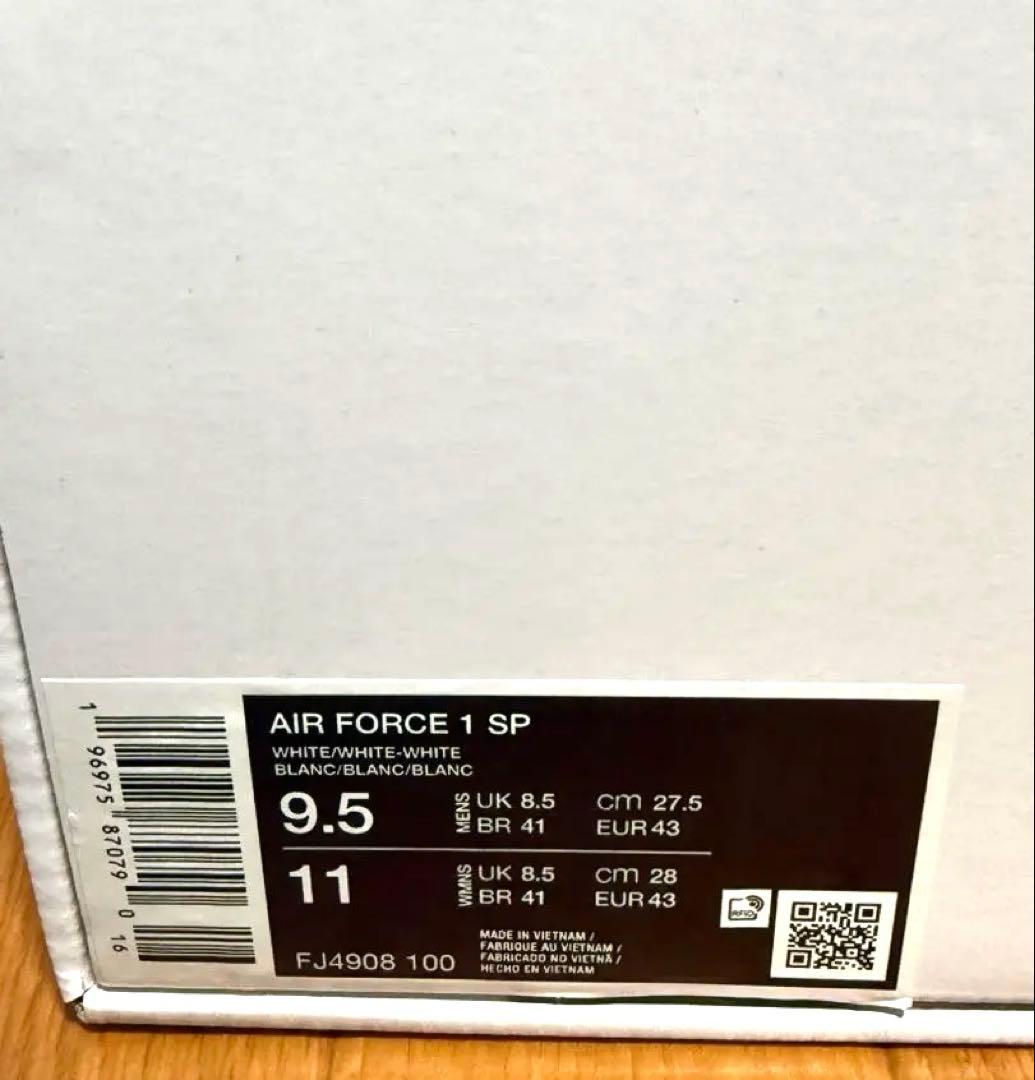 AIR FORCE 1 SP
WHITE/WHITE-WHITE
BLANC/BLANC/BLANC
9.5 MENS UK 8.5 cm 27.5
BR 41 EUR 43
11 WMNS UK 8.5 cm 28
BR 41 EUR 43
FJ4908 100
MADE IN VIETNAM /
FABRIQUE AU VIETNAM /
FABRICADO NO VIETNÃ /
HECHO EN VIETNAM
RFID
1 96975 87079 0 16